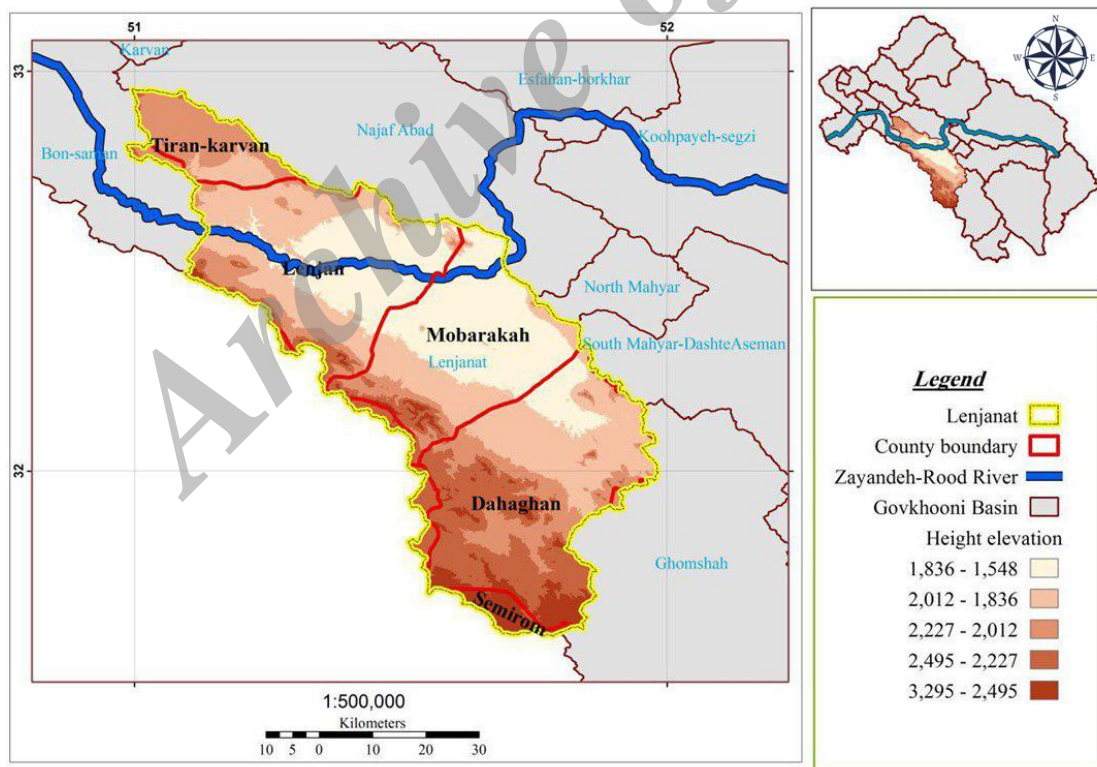 51
52
33
32
Karvan
Esfahan-borkhar
Najaf Abad
Koohpayeh-segzi
Tiran-karvan
Bon-saman
Lenjan
North Mahyar
Mobarakah
South Mahyar-DashteAseman
Lenjanat
Dahaghan
Ghomshah
Semirom
1:500,000
Kilometers
10 5 0 10 20 30
N
W E
S
Legend
Lenjanat
County boundary
Zayandeh-Rood River
Govkhooni Basin
Height elevation
1,836 - 1,548
2,012 - 1,836
2,227 - 2,012
2,495 - 2,227
3,295 - 2,495
Archive of